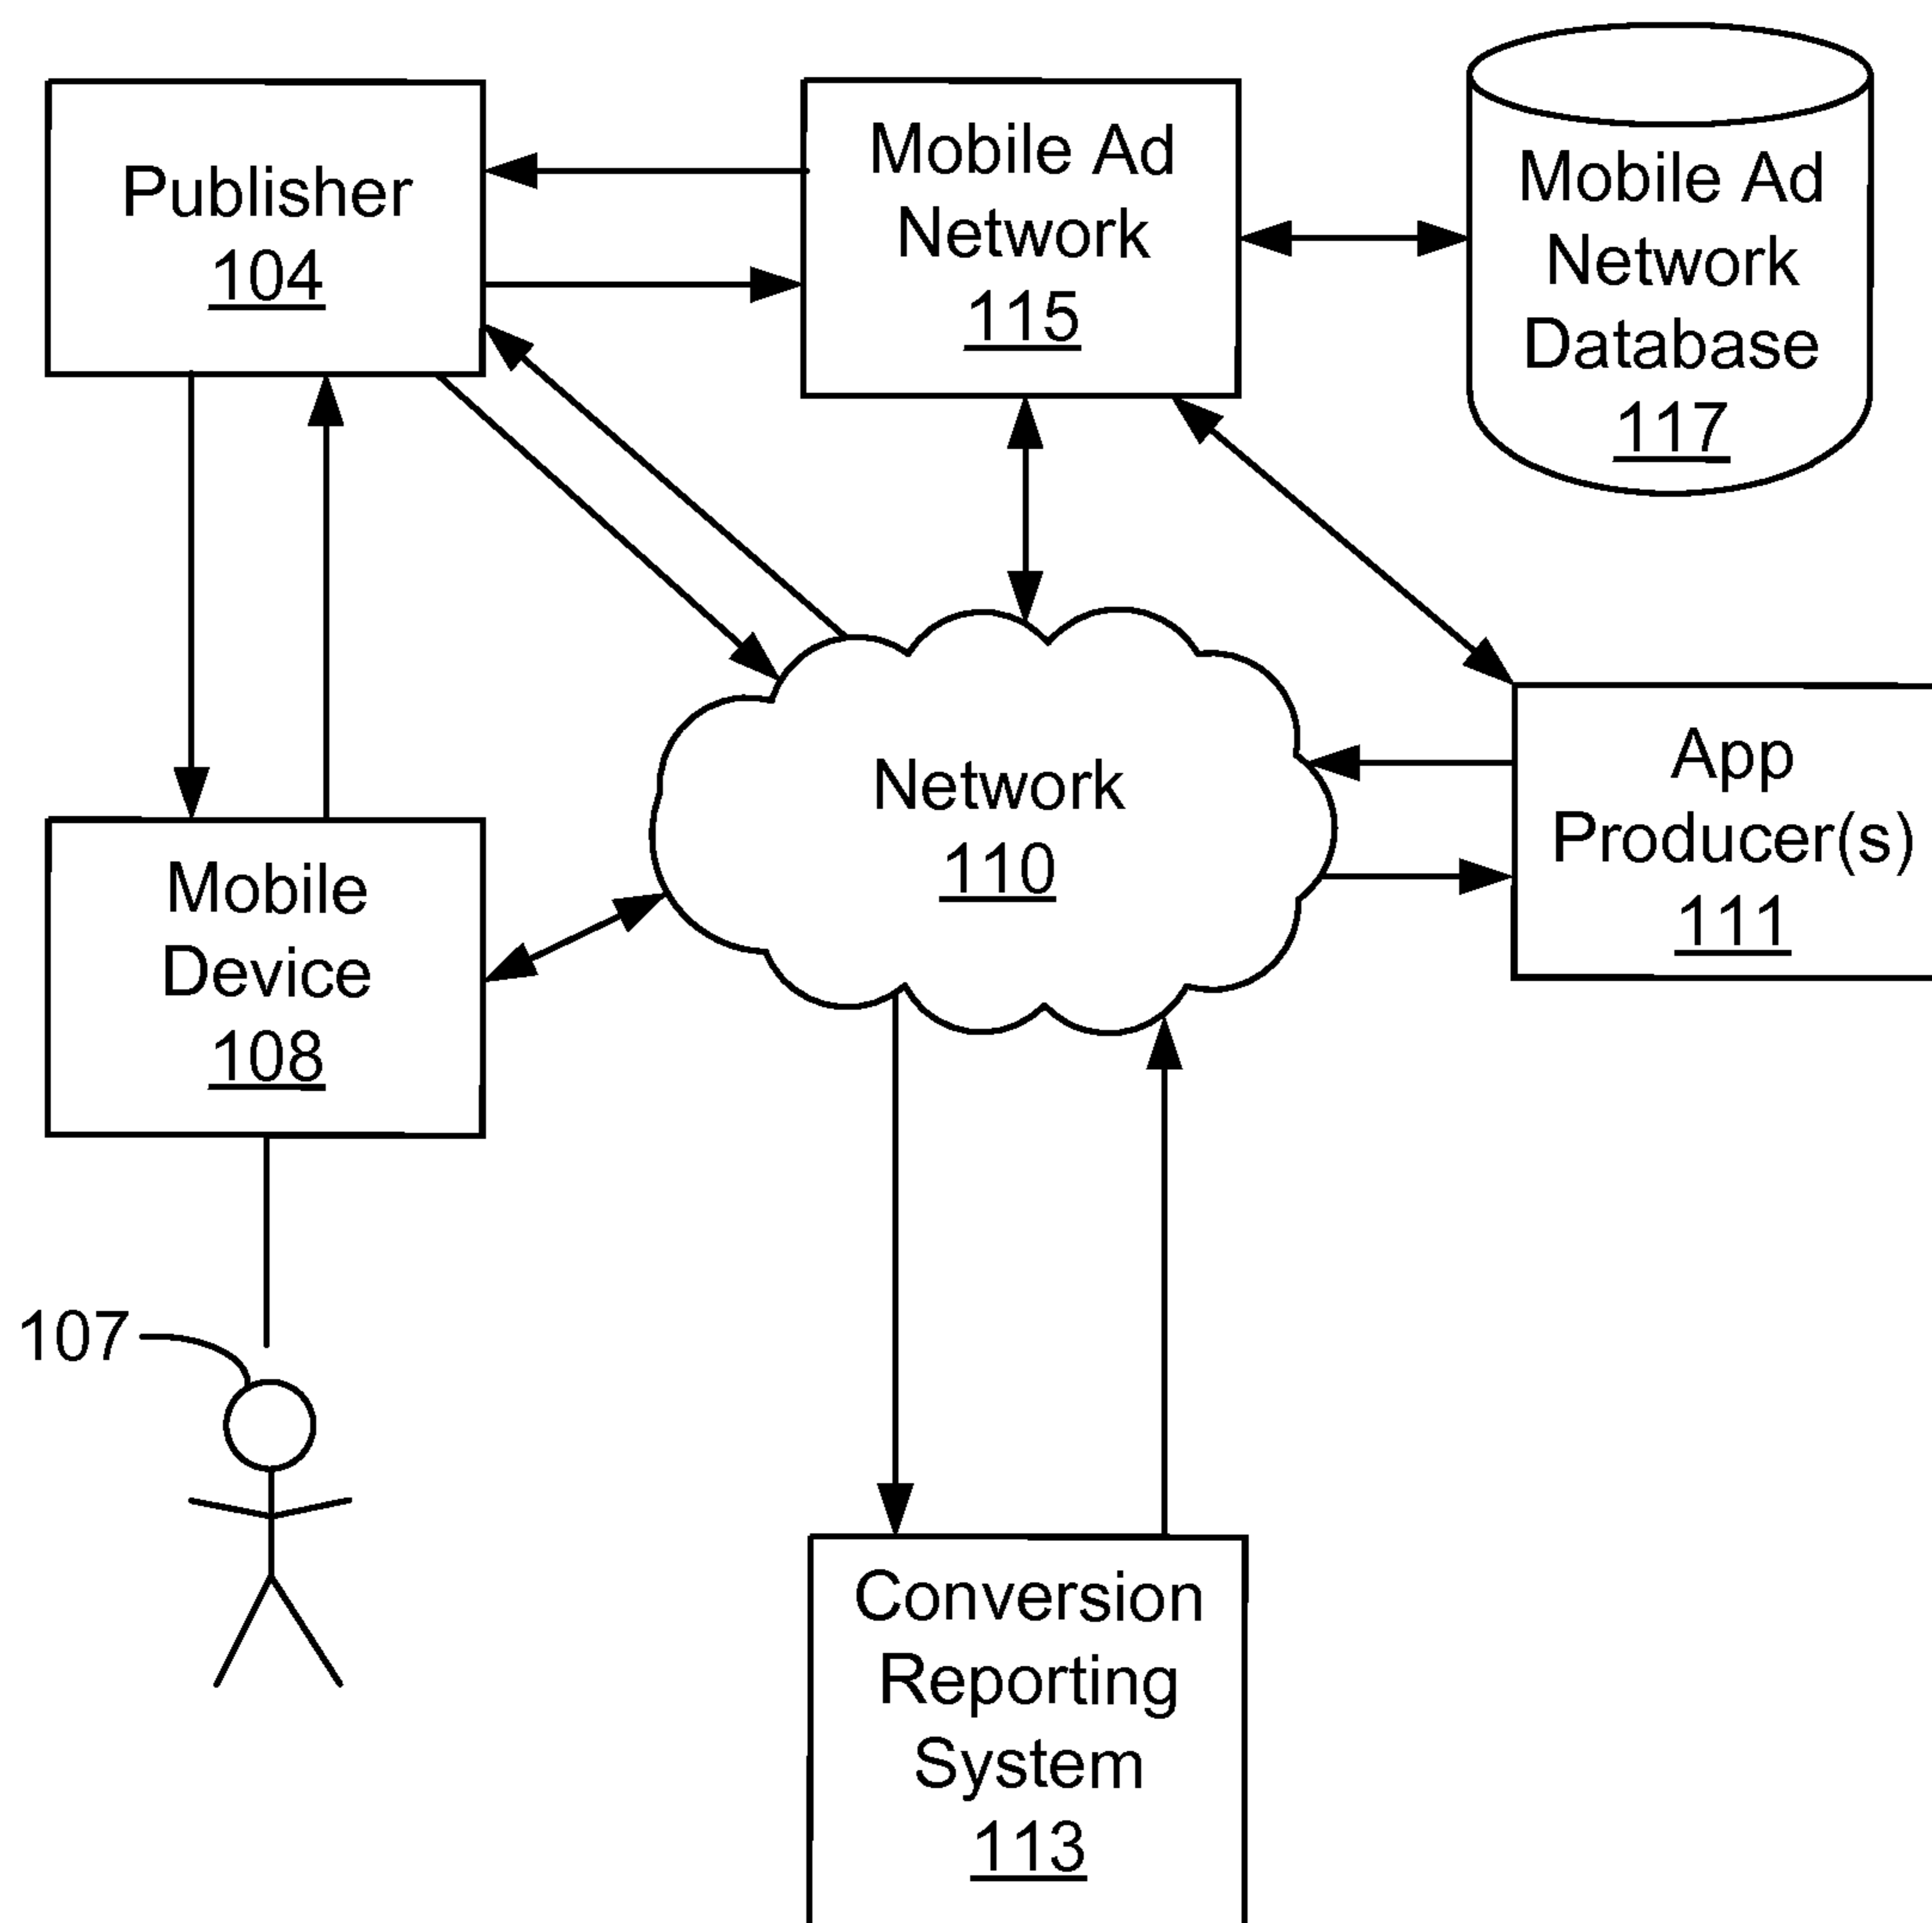 Publisher
104
Mobile Ad
Network
115
Mobile Ad
Network
Database
117
Network
110
App
Producer(s)
111
Mobile
Device
108
107
Conversion
Reporting
System
113